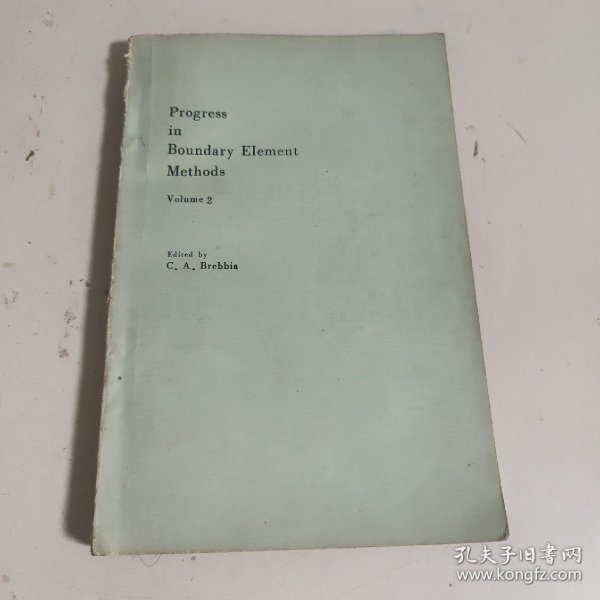 Progress
in
Boundary Element
Methods
Volume 2
Edited by
C. A. Brebbia
孔夫子旧书网
www.kongfz.com